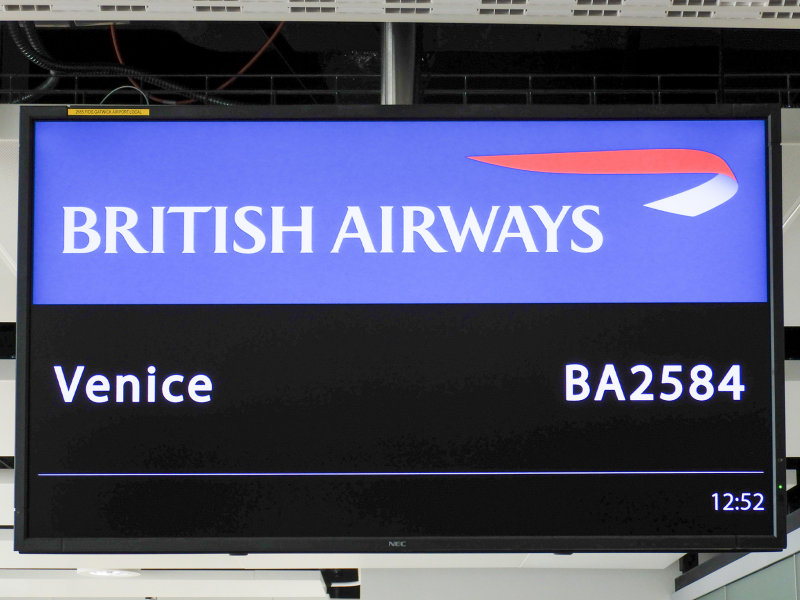 BRITISH AIRWAYS
Venice BA2584
12:52
NEC